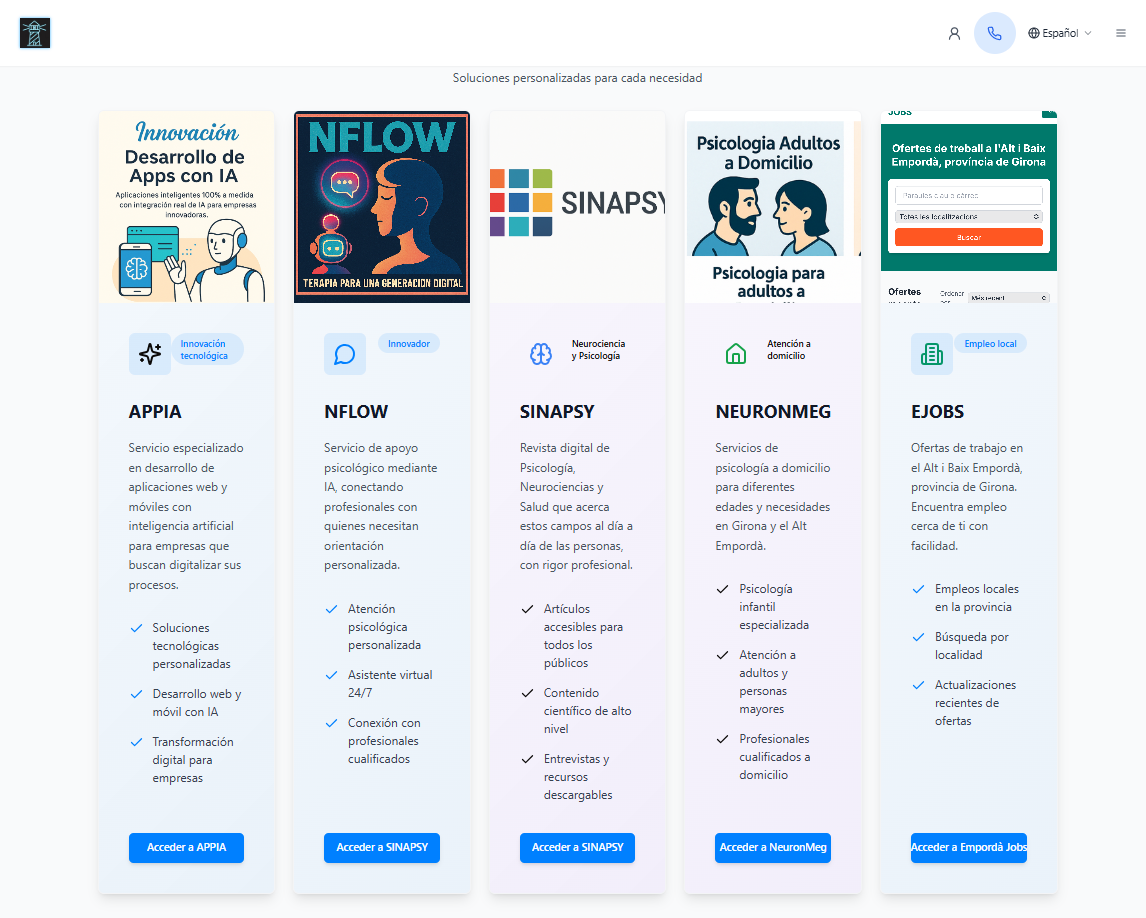 Español
Soluciones personalizadas para cada necesidad
Innovación
Desarrollo de
Apps con IA
Aplicaciones inteligentes 100% a medida
con integración real de IA para empresas
innovadoras.
Innovación
tecnológica
APPIA
Servicio especializado
en desarrollo de
aplicaciones web y
móviles con
inteligencia artificial
para empresas que
buscan digitalizar sus
procesos.
Soluciones
tecnológicas
personalizadas
Desarrollo web y
móvil con IA
Transformación
digital para
empresas
Acceder a APPIA
NFLOW
TERAPIA PARA UNA GENERACION DIGITAL
Innovador
NFLOW
Servicio de apoyo
psicológico mediante
IA, conectando
profesionales con
quienes necesitan
orientación
personalizada.
Atención
psicológica
personalizada
Asistente virtual
24/7
Conexión con
profesionales
cualificados
Acceder a SINAPSY
SINAPSY
Neurociencia
y Psicología
SINAPSY
Revista digital de
Psicología,
Neurociencias y
Salud que acerca
estos campos al día a
día de las personas,
con rigor profesional.
Artículos
accesibles para
todos los
públicos
Contenido
científico de alto
nivel
Entrevistas y
recursos
descargables
Acceder a SINAPSY
Psicologia Adultos
a Domicilio
Psicologia para
adultos a
Atención a
domicilio
NEURONMEG
Servicios de
psicología a domicilio
para diferentes
edades y necesidades
en Girona y el Alt
Empordà.
Psicología
infantil
especializada
Atención a
adultos y
personas
mayores
Profesionales
cualificados a
domicilio
Acceder a NeuronMeg
JOBS
Ofertes de treball a l'Alt i Baix
Empordà, província de Girona
Paraules clau o càrrec
Totes les localitzacions
Buscar
Ofertes
Ordenar
per
Més recent
Empleo local
EJOBS
Ofertas de trabajo en
el Alt i Baix Empordà,
provincia de Girona.
Encuentra empleo
cerca de ti con
facilidad.
Empleos locales
en la provincia
Búsqueda por
localidad
Actualizaciones
recientes de
ofertas
Acceder a Empordà Jobs